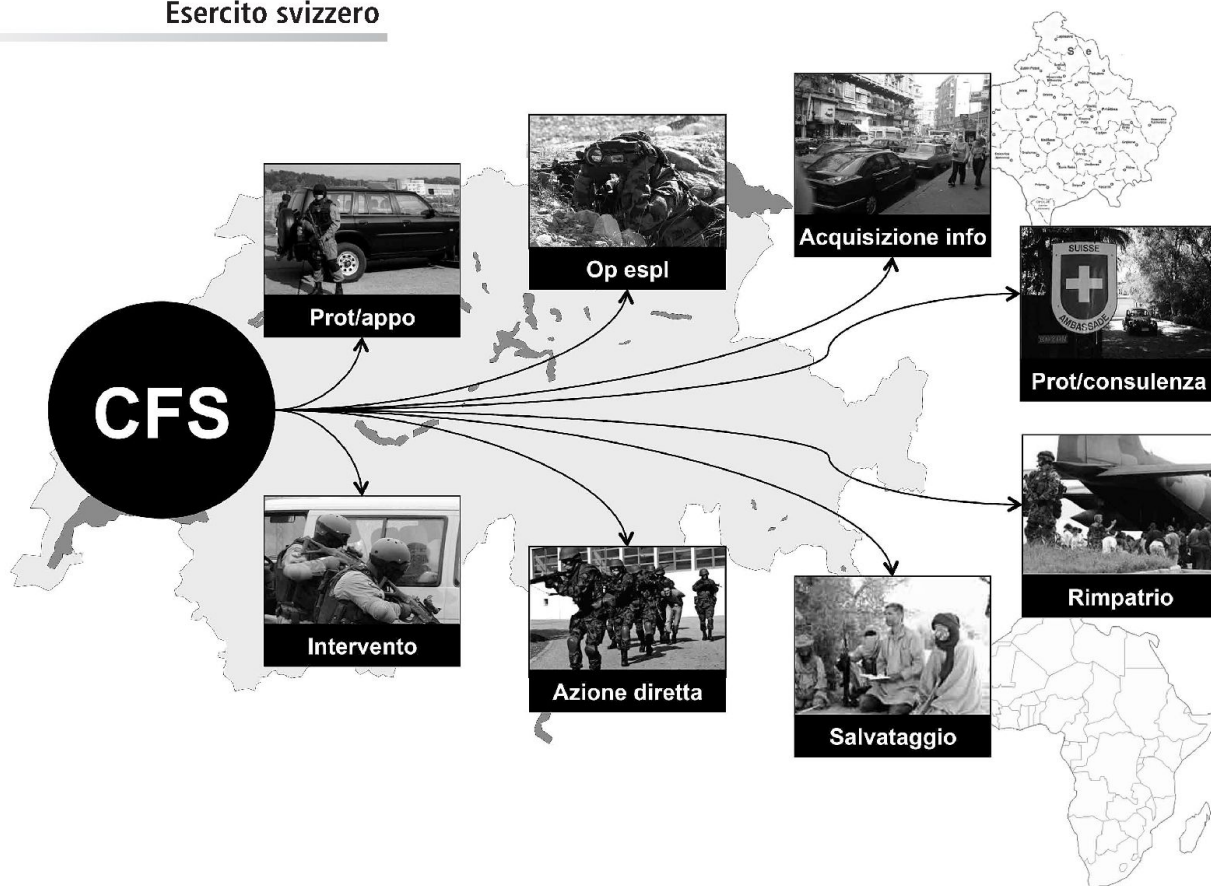 Esercito svizzero
S e
Acquisizione info
Op espl
SUISSE
AMBASSADE
Prot/appo
Prot/consulenza
CFS
Rimpatrio
Intervento
Azione diretta
Salvataggio